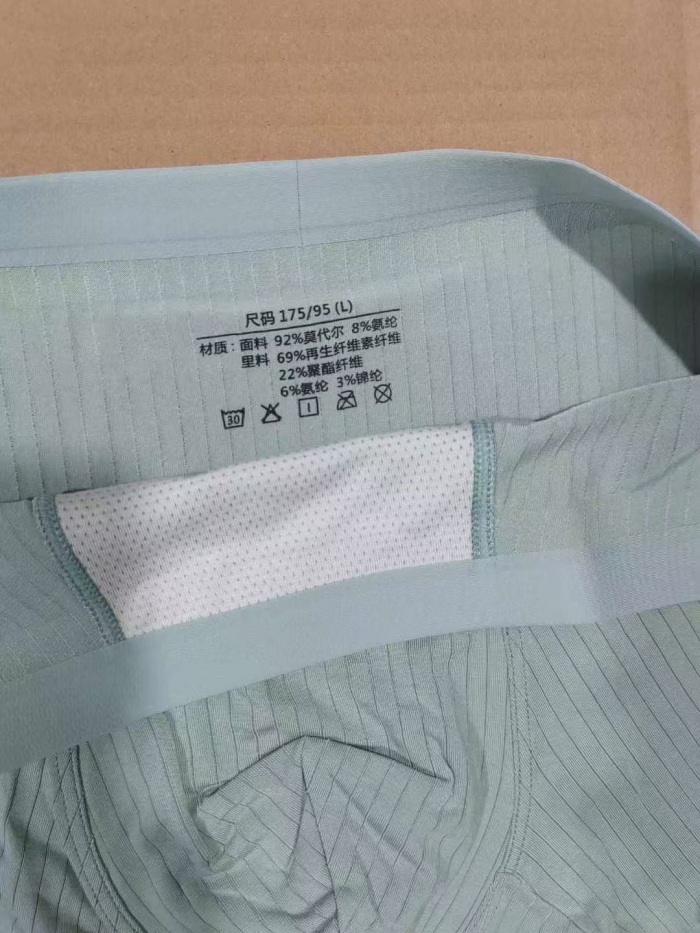 尺码 175/95 (L)
材质：面料 92%莫代尔 8%氨纶
里料 69%再生纤维素纤维
22%聚酯纤维
6%氨纶 3%锦纶
30